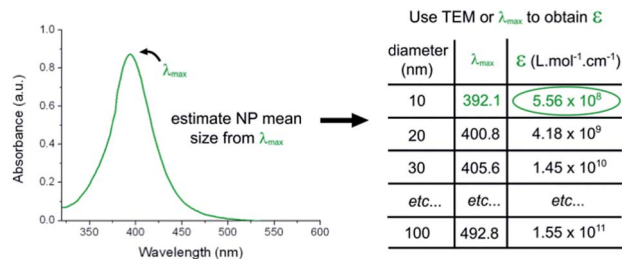 Absorbance (a.u.)
1.0
0.8
0.6
0.4
0.2
0.0
350 400 450 500 550 600
Wavelength (nm)
λmax
estimate NP mean
size from λmax
Use TEM or λmax to obtain ε
diameter (nm) λmax ε (L.mol⁻¹.cm⁻¹)
10 392.1 5.56 x 10⁸
20 400.8 4.18 x 10⁹
30 405.6 1.45 x 10¹⁰
etc... etc... etc...
100 492.8 1.55 x 10¹¹